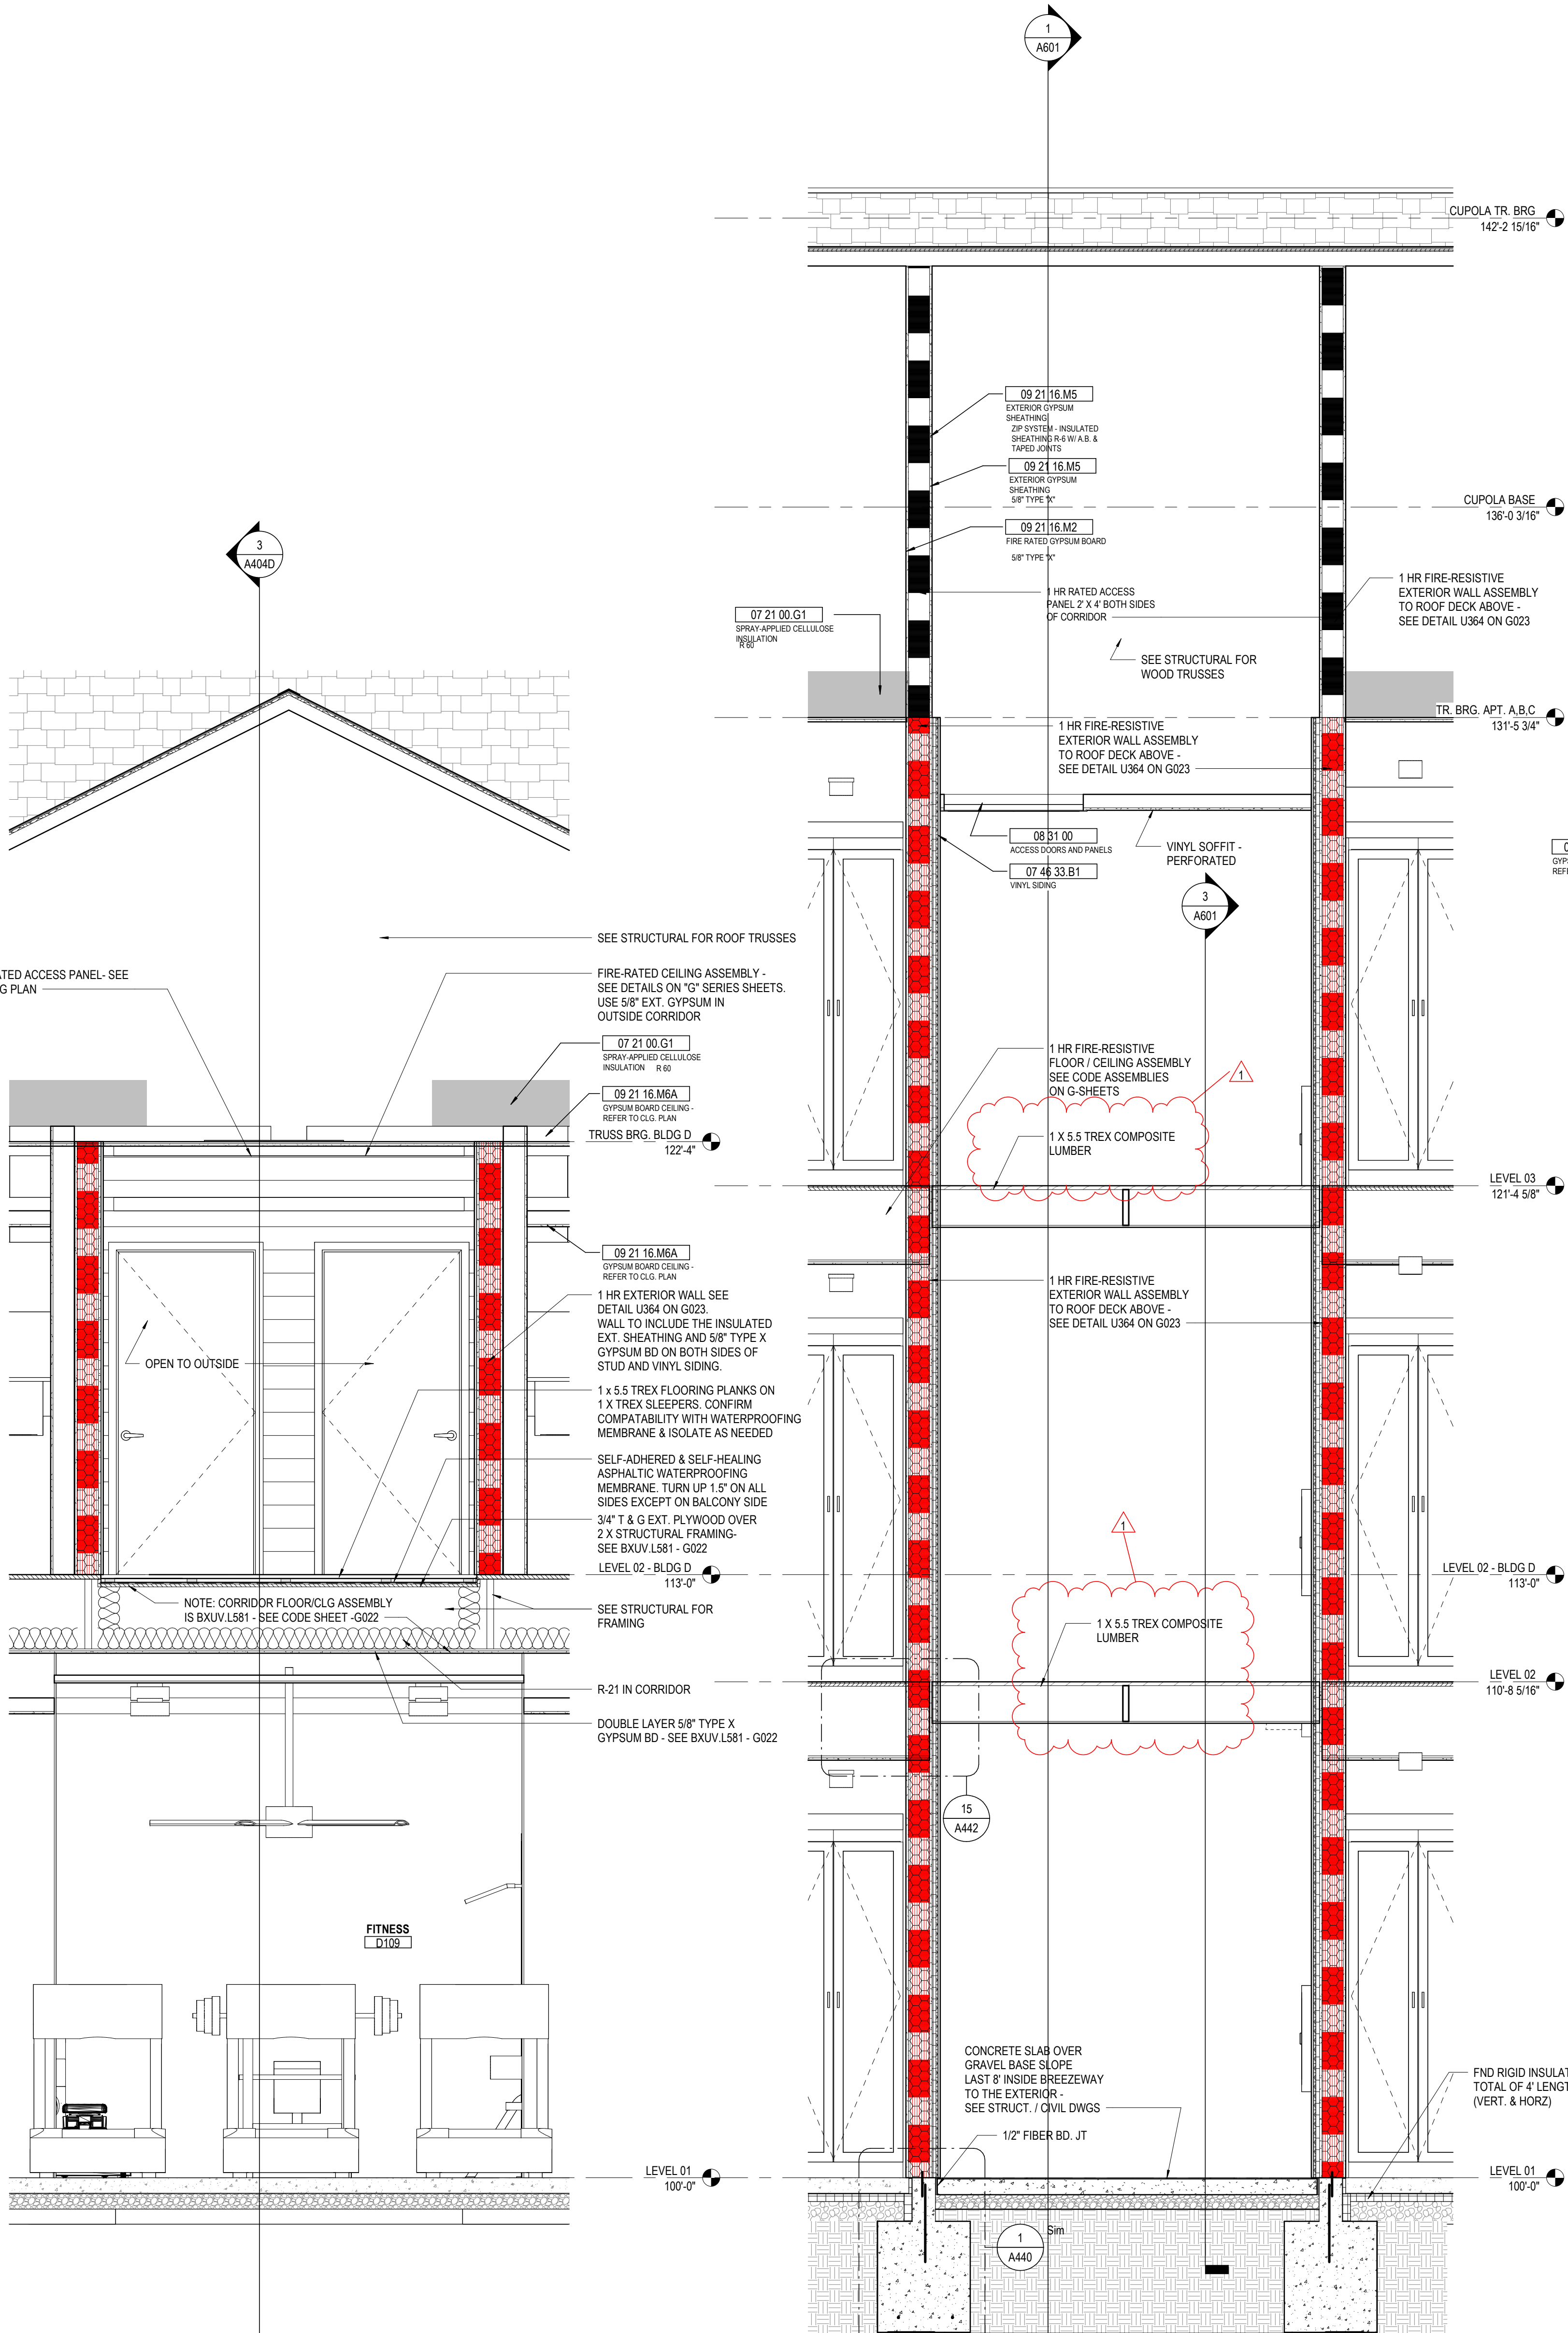 1
A601
CUPOLA TR. BRG
142'-2 15/16"
09 21 16.M5
EXTERIOR GYPSUM
SHEATHING
ZIP SYSTEM - INSULATED
SHEATHING R-6 W/ A.B. &
TAPED JOINTS
09 21 16.M5
EXTERIOR GYPSUM
SHEATHING
5/8" TYPE "X"
CUPOLA BASE
136'-0 3/16"
09 21 16.M2
FIRE RATED GYPSUM BOARD
5/8" TYPE "X"
3
A404D
1 HR RATED ACCESS
PANEL 2' X 4' BOTH SIDES
OF CORRIDOR
1 HR FIRE-RESISTIVE
EXTERIOR WALL ASSEMBLY
TO ROOF DECK ABOVE -
SEE DETAIL U364 ON G023
07 21 00.G1
SPRAY-APPLIED CELLULOSE
INSULATION
R 60
SEE STRUCTURAL FOR
WOOD TRUSSES
TR. BRG. APT. A,B,C
131'-5 3/4"
1 HR FIRE-RESISTIVE
EXTERIOR WALL ASSEMBLY
TO ROOF DECK ABOVE -
SEE DETAIL U364 ON G023
08 31 00
ACCESS DOORS AND PANELS
VINYL SOFFIT -
PERFORATED
07 46 33.B1
VINYL SIDING
0
GYPS
REFE
3
A601
SEE STRUCTURAL FOR ROOF TRUSSES
ATED ACCESS PANEL- SEE
G PLAN
FIRE-RATED CEILING ASSEMBLY -
SEE DETAILS ON "G" SERIES SHEETS.
USE 5/8" EXT. GYPSUM IN
OUTSIDE CORRIDOR
07 21 00.G1
SPRAY-APPLIED CELLULOSE
INSULATION R 60
09 21 16.M6A
GYPSUM BOARD CEILING -
REFER TO CLG. PLAN
TRUSS BRG. BLDG D
122'-4"
1 HR FIRE-RESISTIVE
FLOOR / CEILING ASSEMBLY
SEE CODE ASSEMBLIES
ON G-SHEETS
1
1 X 5.5 TREX COMPOSITE
LUMBER
LEVEL 03
121'-4 5/8"
09 21 16.M6A
GYPSUM BOARD CEILING -
REFER TO CLG. PLAN
1 HR EXTERIOR WALL SEE
DETAIL U364 ON G023.
WALL TO INCLUDE THE INSULATED
EXT. SHEATHING AND 5/8" TYPE X
GYPSUM BD ON BOTH SIDES OF
STUD AND VINYL SIDING.
1 HR FIRE-RESISTIVE
EXTERIOR WALL ASSEMBLY
TO ROOF DECK ABOVE -
SEE DETAIL U364 ON G023
OPEN TO OUTSIDE
1 x 5.5 TREX FLOORING PLANKS ON
1 X TREX SLEEPERS. CONFIRM
COMPATABILITY WITH WATERPROOFING
MEMBRANE & ISOLATE AS NEEDED
SELF-ADHERED & SELF-HEALING
ASPHALTIC WATERPROOFING
MEMBRANE. TURN UP 1.5" ON ALL
SIDES EXCEPT ON BALCONY SIDE
3/4" T & G EXT. PLYWOOD OVER
2 X STRUCTURAL FRAMING-
SEE BXUV.L581 - G022
1
LEVEL 02 - BLDG D
113'-0"
LEVEL 02 - BLDG D
113'-0"
NOTE: CORRIDOR FLOOR/CLG ASSEMBLY
IS BXUV.L581 - SEE CODE SHEET -G022
SEE STRUCTURAL FOR
FRAMING
1 X 5.5 TREX COMPOSITE
LUMBER
R-21 IN CORRIDOR
LEVEL 02
110'-8 5/16"
DOUBLE LAYER 5/8" TYPE X
GYPSUM BD - SEE BXUV.L581 - G022
15
A442
FITNESS
D109
CONCRETE SLAB OVER
GRAVEL BASE SLOPE
LAST 8' INSIDE BREEZEWAY
TO THE EXTERIOR -
SEE STRUCT. / CIVIL DWGS
FND RIGID INSULAT
TOTAL OF 4' LENGT
(VERT. & HORZ)
1/2" FIBER BD. JT
LEVEL 01
100'-0"
LEVEL 01
100'-0"
Sim
1
A440